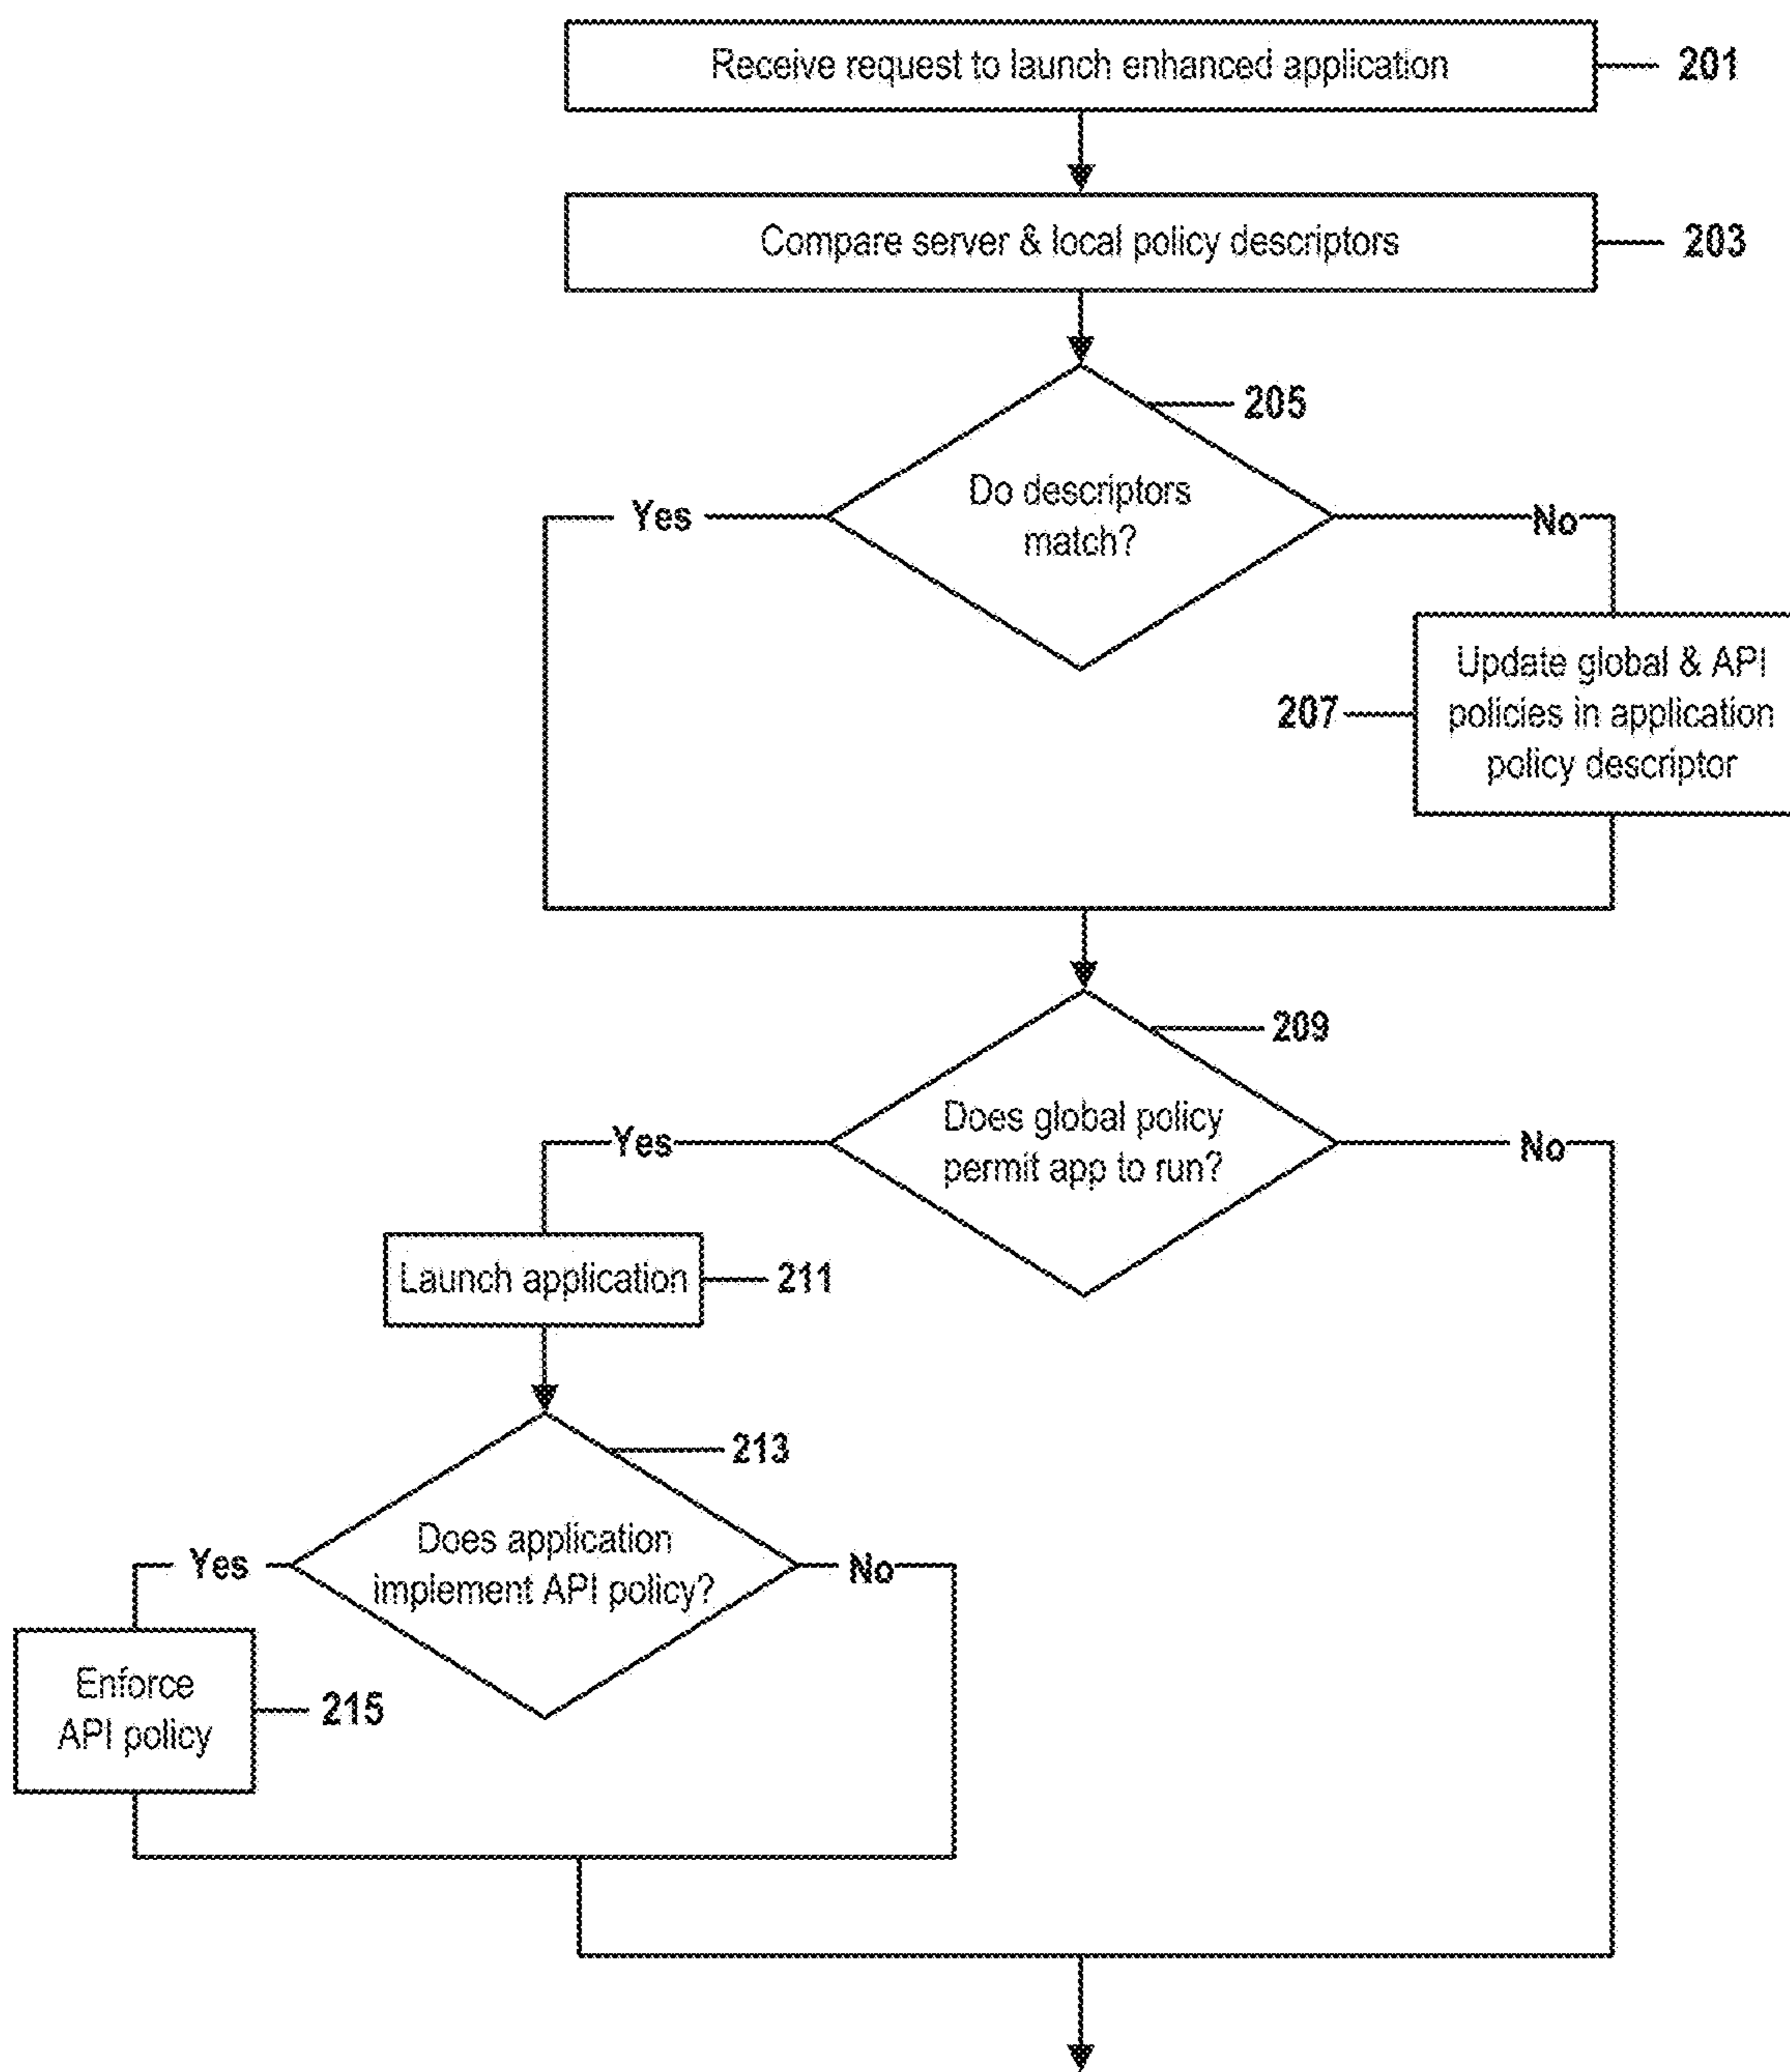 Receive request to launch enhanced application
201
Compare server & local policy descriptors
203
205
Do descriptors
match?
Yes
No
Update global & API
policies in application
policy descriptor
207
209
Does global policy
permit app to run?
Yes
No
Launch application
211
213
Does application
implement API policy?
Yes
No
Enforce
API policy
215